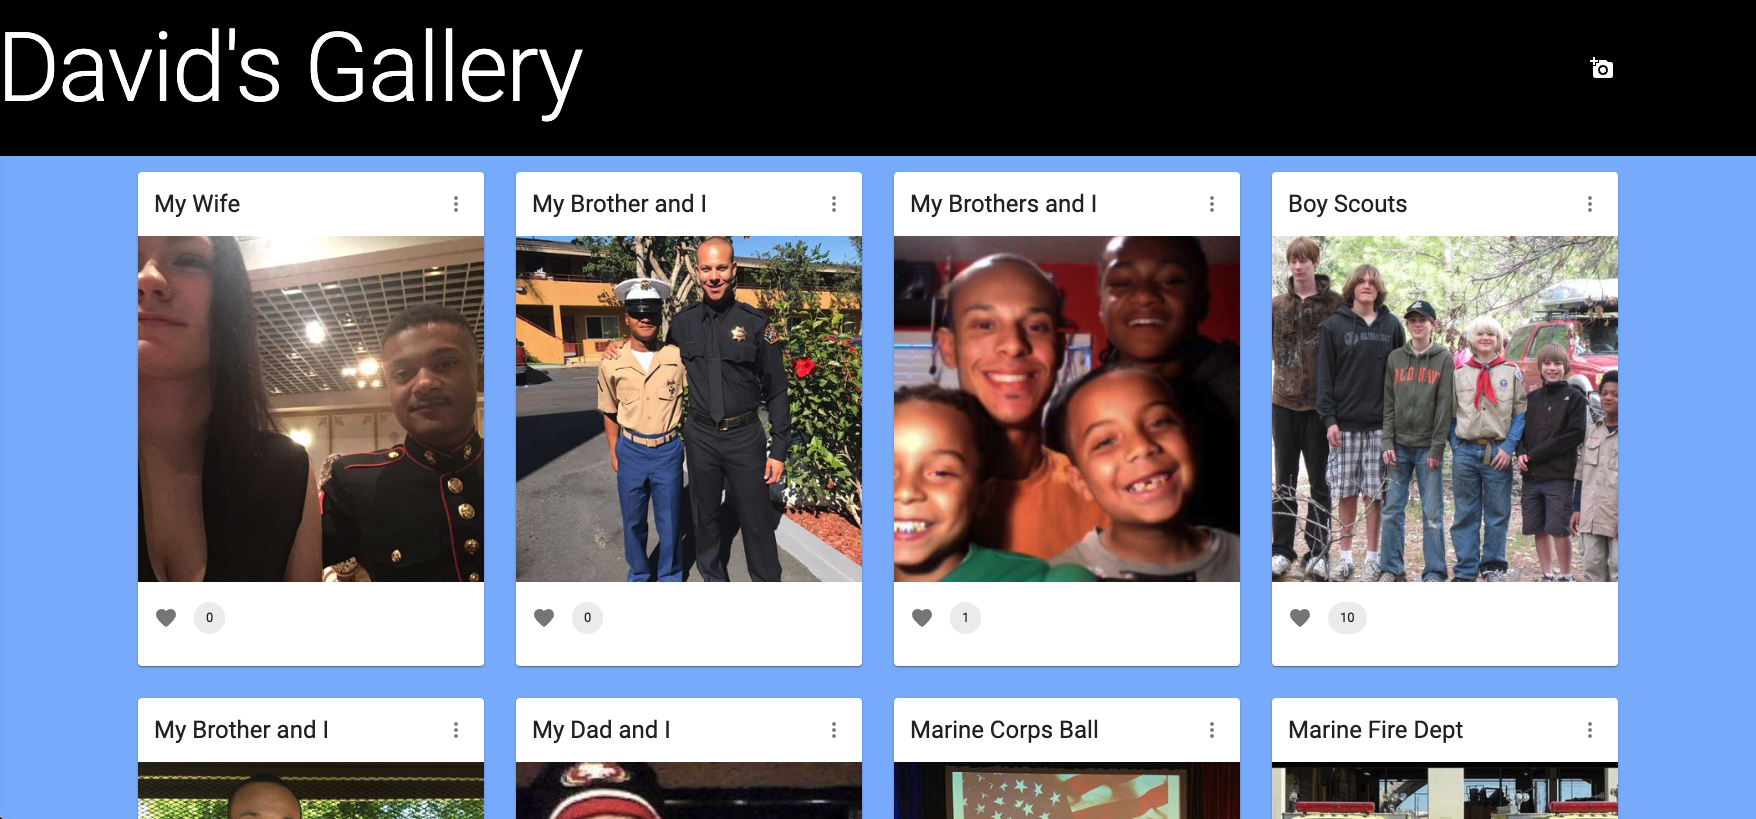 David's Gallery
My Wife
My Brother and I
My Brothers and I
Boy Scouts
0
0
1
10
My Brother and I
My Dad and I
Marine Corps Ball
Marine Fire Dept